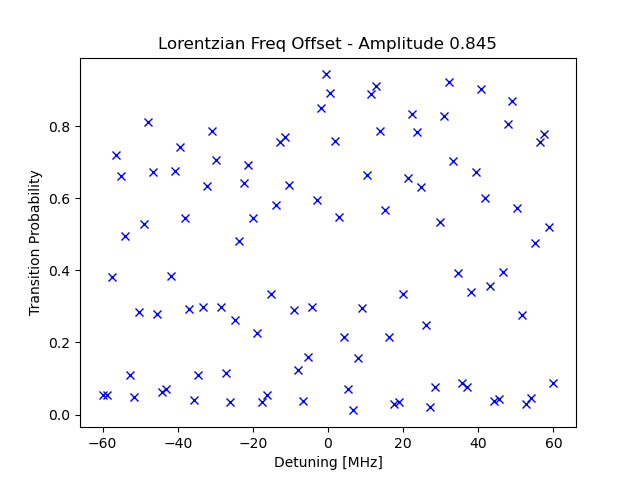 Lorentzian Freq Offset - Amplitude 0.845
Transition Probability
0.8
0.6
0.4
0.2
0.0
−60 −40 −20 0 20 40 60
Detuning [MHz]